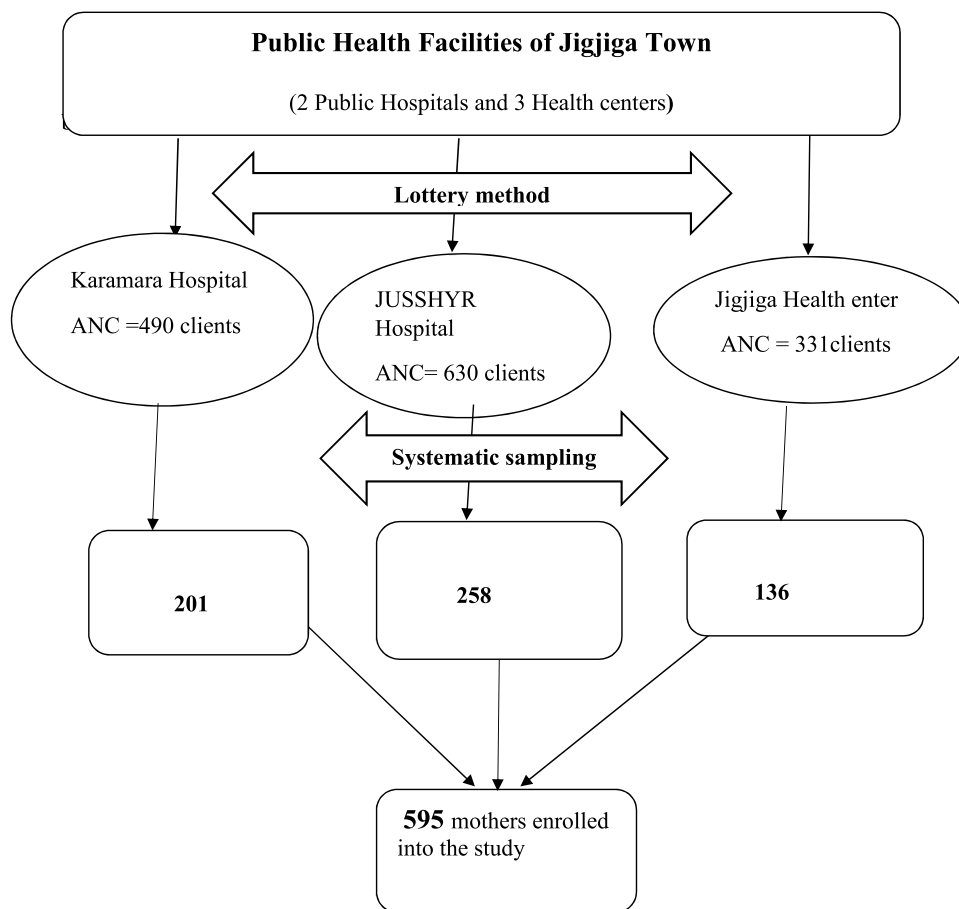 Public Health Facilities of Jigjiga Town
(2 Public Hospitals and 3 Health centers)
Lottery method
Karamara Hospital
ANC =490 clients
JUSSHYR
Hospital
ANC= 630 clients
Jigjiga Health enter
ANC = 331clients
Systematic sampling
201
258
136
595 mothers enrolled
into the study